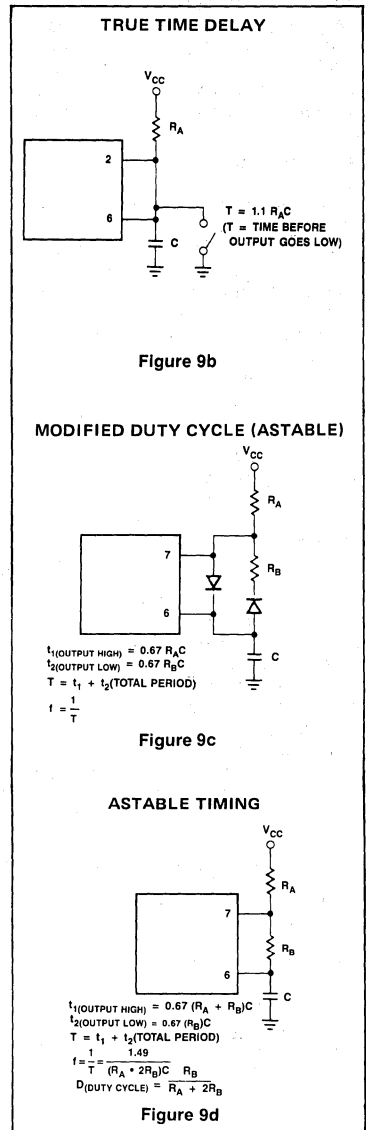 TRUE TIME DELAY
VCC
RA
2
6
C
T = 1.1 RAC
(T = TIME BEFORE
OUTPUT GOES LOW)
Figure 9b
MODIFIED DUTY CYCLE (ASTABLE)
VCC
RA
7
RB
6
C
t1(OUTPUT HIGH) = 0.67 RAC
t2(OUTPUT LOW) = 0.67 RBC
T = t1 + t2(TOTAL PERIOD)
f = 1/T
Figure 9c
ASTABLE TIMING
VCC
RA
7
RB
6
C
t1(OUTPUT HIGH) = 0.67 (RA + RB)C
t2(OUTPUT LOW) = 0.67 (RB)C
T = t1 + t2(TOTAL PERIOD)
f = 1/T = 1.49/(RA • 2RB)C
D(DUTY CYCLE) = RB/RA + 2RB
Figure 9d